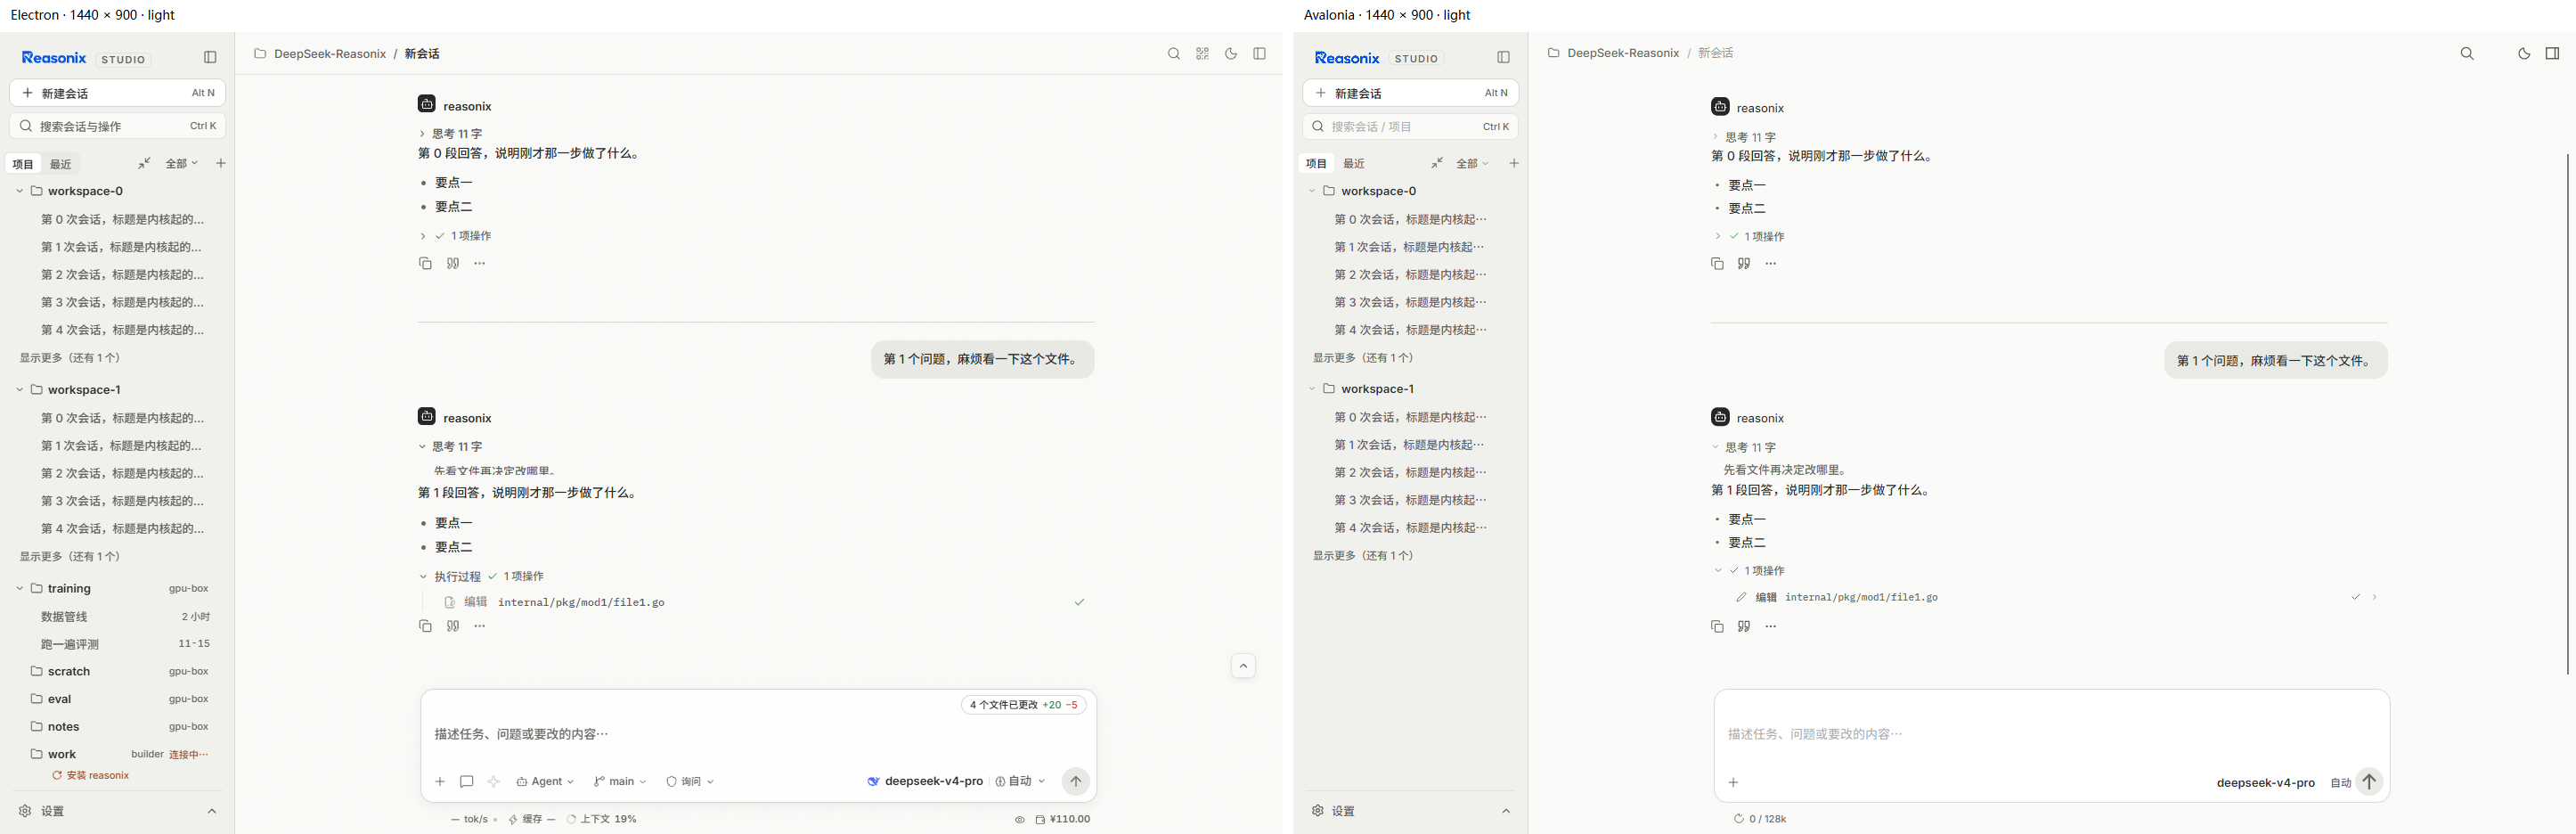 Electron · 1440 × 900 · light
Reasonix STUDIO
新建会话 Alt N
搜索会话与操作 Ctrl K
项目 最近 全部
workspace-0
第 0 次会话，标题是内核起的...
第 1 次会话，标题是内核起的...
第 2 次会话，标题是内核起的...
第 3 次会话，标题是内核起的...
第 4 次会话，标题是内核起的...
显示更多（还有 1 个）
workspace-1
第 0 次会话，标题是内核起的...
第 1 次会话，标题是内核起的...
第 2 次会话，标题是内核起的...
第 3 次会话，标题是内核起的...
第 4 次会话，标题是内核起的...
显示更多（还有 1 个）
training gpu-box
数据管线 2 小时
跑一遍评测 11-15
scratch gpu-box
eval gpu-box
notes gpu-box
work builder 连接中···
安装 reasonix
设置
DeepSeek-Reasonix / 新会话
reasonix
思考 11 字
第 0 段回答，说明刚才那一步做了什么。
• 要点一
• 要点二
1 项操作
第 1 个问题，麻烦看一下这个文件。
reasonix
思考 11 字
先看文件再决定改哪里。
第 1 段回答，说明刚才那一步做了什么。
• 要点一
• 要点二
执行过程 1 项操作
编辑 internal/pkg/mod1/file1.go
4 个文件已更改 +20 −5
描述任务、问题或要改的内容···
Agent main 询问 deepseek-v4-pro 自动
— tok/s 缓存 — 上下文 19% ¥110.00
Avalonia · 1440 × 900 · light
Reasonix STUDIO
新建会话 Alt N
搜索会话 / 项目 Ctrl K
项目 最近 全部
workspace-0
第 0 次会话，标题是内核起···
第 1 次会话，标题是内核起···
第 2 次会话，标题是内核起···
第 3 次会话，标题是内核起···
第 4 次会话，标题是内核起···
显示更多（还有 1 个）
workspace-1
第 0 次会话，标题是内核起···
第 1 次会话，标题是内核起···
第 2 次会话，标题是内核起···
第 3 次会话，标题是内核起···
第 4 次会话，标题是内核起···
显示更多（还有 1 个）
设置
DeepSeek-Reasonix / 新会话
reasonix
思考 11 字
第 0 段回答，说明刚才那一步做了什么。
• 要点一
• 要点二
1 项操作
第 1 个问题，麻烦看一下这个文件。
reasonix
思考 11 字
先看文件再决定改哪里。
第 1 段回答，说明刚才那一步做了什么。
• 要点一
• 要点二
1 项操作
编辑 internal/pkg/mod1/file1.go
描述任务、问题或要改的内容···
deepseek-v4-pro 自动
0 / 128k